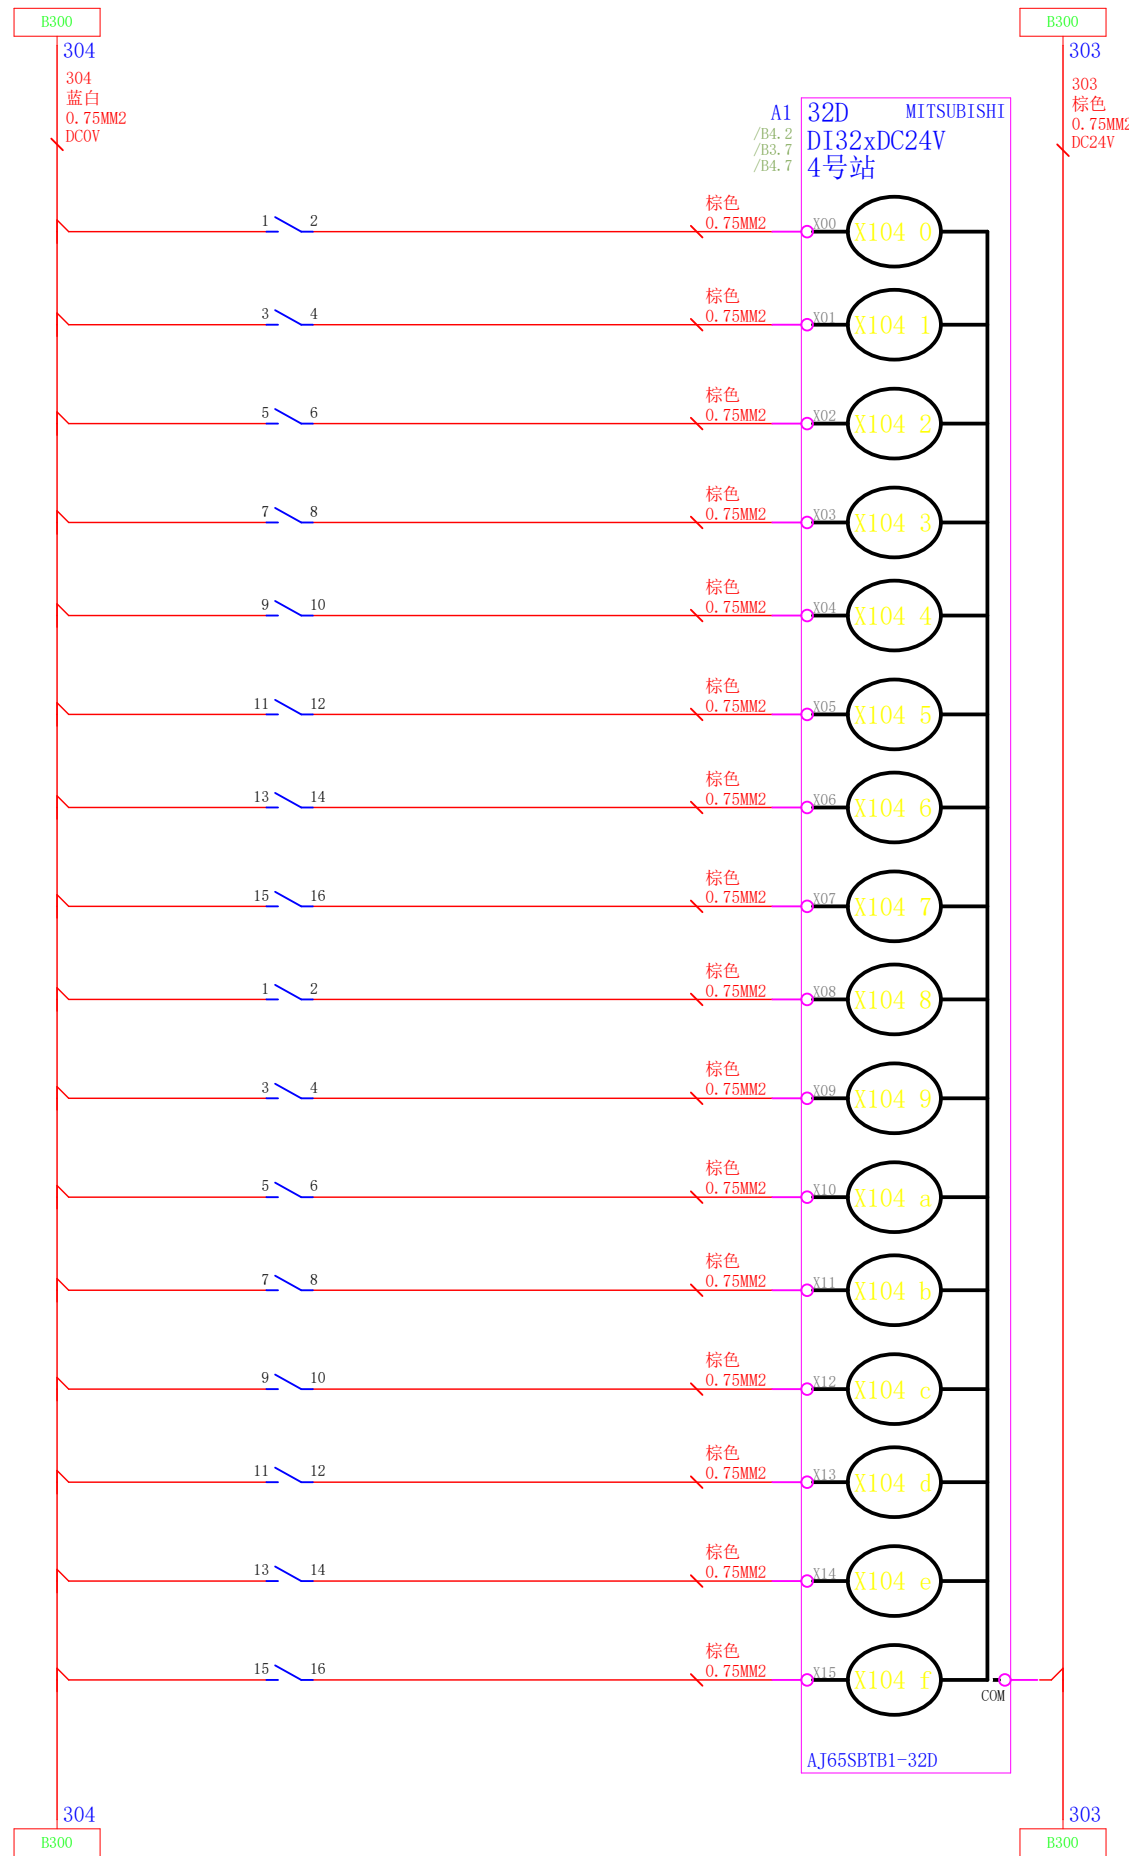 B300
B300
304
303
304
蓝白
0.75MM2
DC0V
303
棕色
0.75MM2
DC24V
A1
/B4.2
/B3.7
/B4.7
32D
MITSUBISHI
DI32xDC24V
4号站
1
2
棕色
0.75MM2
X00
X104 0
3
4
棕色
0.75MM2
X01
X104 1
5
6
棕色
0.75MM2
X02
X104 2
7
8
棕色
0.75MM2
X03
X104 3
9
10
棕色
0.75MM2
X04
X104 4
11
12
棕色
0.75MM2
X05
X104 5
13
14
棕色
0.75MM2
X06
X104 6
15
16
棕色
0.75MM2
X07
X104 7
1
2
棕色
0.75MM2
X08
X104 8
3
4
棕色
0.75MM2
X09
X104 9
5
6
棕色
0.75MM2
X10
X104 a
7
8
棕色
0.75MM2
X11
X104 b
9
10
棕色
0.75MM2
X12
X104 c
11
12
棕色
0.75MM2
X13
X104 d
13
14
棕色
0.75MM2
X14
X104 e
15
16
棕色
0.75MM2
X15
X104 f
COM
AJ65SBTB1-32D
304
303
B300
B300